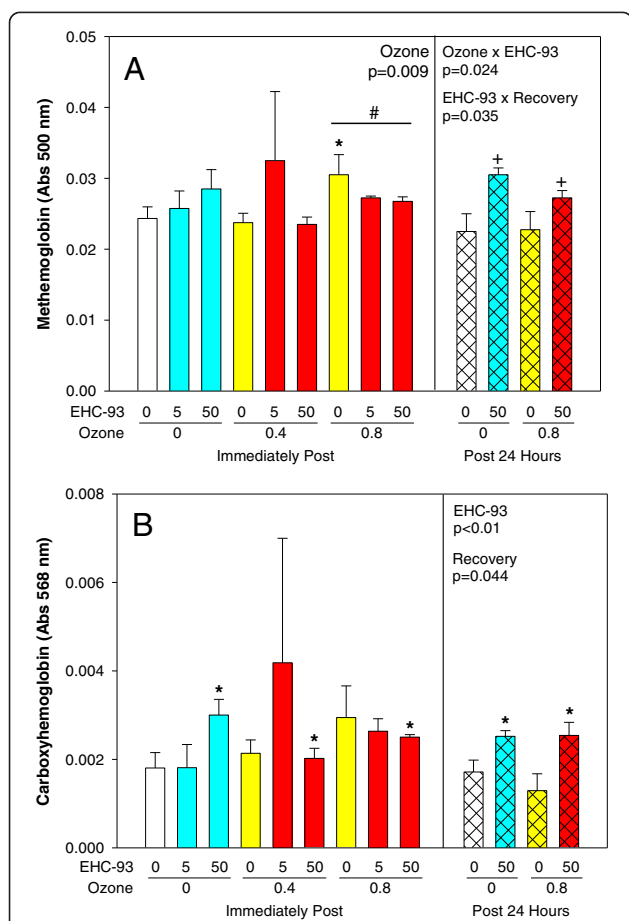 A
Ozone
p=0.009
Ozone x EHC-93
p=0.024
EHC-93 x Recovery
p=0.035
#
*
+
+
Methemoglobin (Abs 500 nm)
0.05
0.04
0.03
0.02
0.01
0.00
EHC-93 0 5 50 0 5 50 0 5 50 0 50 0 50
Ozone 0 0.4 0.8 0 0.8
Immediately Post Post 24 Hours
B
EHC-93
p<0.01
Recovery
p=0.044
* * * * *
Carboxyhemoglobin (Abs 568 nm)
0.008
0.006
0.004
0.002
0.000
EHC-93 0 5 50 0 5 50 0 5 50 0 50 0 50
Ozone 0 0.4 0.8 0 0.8
Immediately Post Post 24 Hours